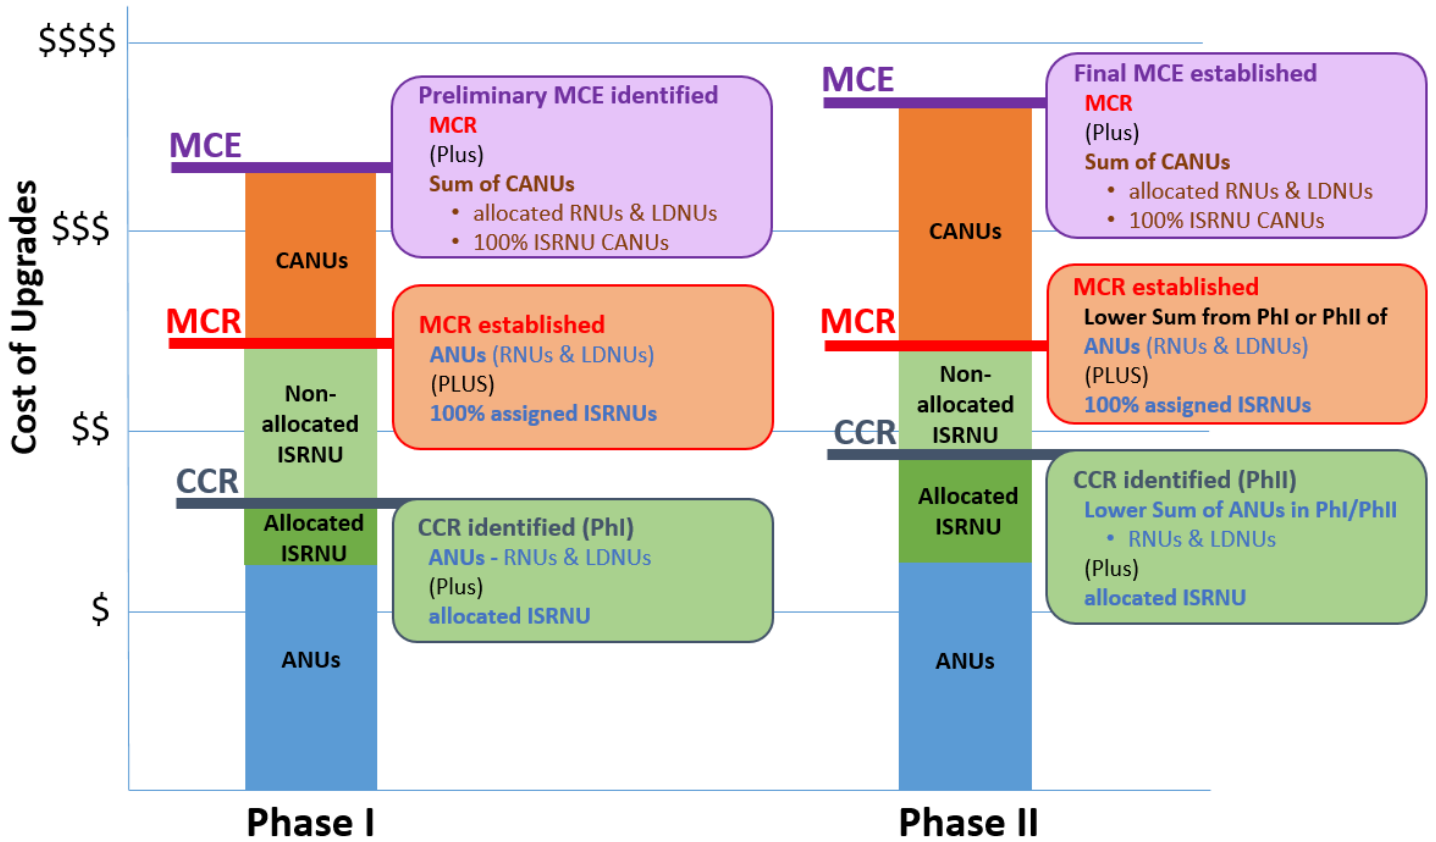 Cost of Upgrades
$$$$
$$$
$$
$
MCE
CANUs
MCR
Non-
allocated
ISRNU
CCR
Allocated
ISRNU
ANUs
Phase I
Preliminary MCE identified
MCR
(Plus)
Sum of CANUs
• allocated RNUs & LDNUs
• 100% ISRNU CANUs
MCR established
ANUs (RNUs & LDNUs)
(PLUS)
100% assigned ISRNUs
CCR identified (PhI)
ANUs - RNUs & LDNUs
(Plus)
allocated ISRNU
MCE
CANUs
MCR
Non-
allocated
ISRNU
CCR
Allocated
ISRNU
ANUs
Phase II
Final MCE established
MCR
(Plus)
Sum of CANUs
• allocated RNUs & LDNUs
• 100% ISRNU CANUs
MCR established
Lower Sum from PhI or PhII of
ANUs (RNUs & LDNUs)
(PLUS)
100% assigned ISRNUs
CCR identified (PhII)
Lower Sum of ANUs in PhI/PhII
• RNUs & LDNUs
(Plus)
allocated ISRNU